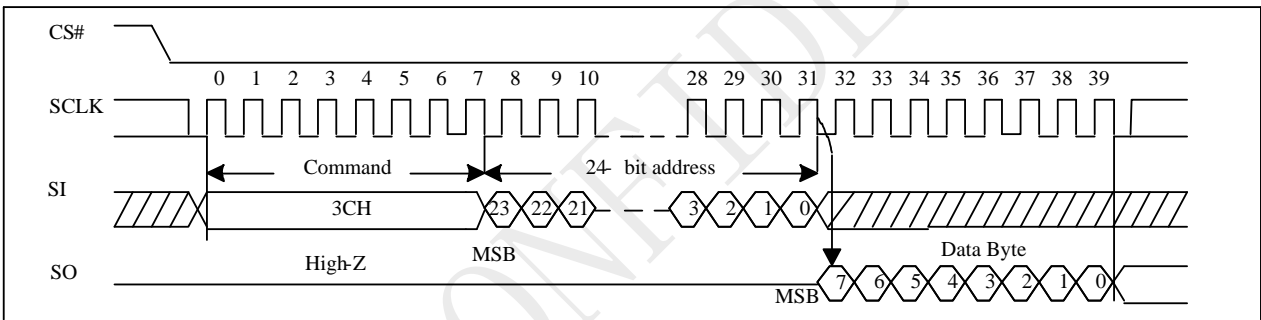 CS#
0 1 2 3 4 5 6 7 8 9 10 28 29 30 31 32 33 34 35 36 37 38 39
SCLK
Command 24- bit address
SI
3CH 23 22 21 3 2 1 0
High-Z MSB Data Byte
SO
MSB 7 6 5 4 3 2 1 0
ONF IDE